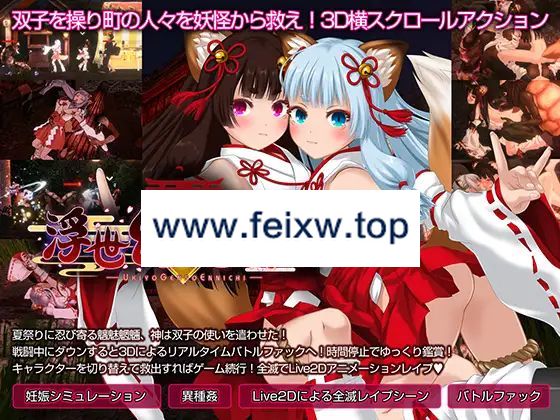 双子を操り町の人々を妖怪から救え！3D横スクロールアクション
浮世
www.feixw.top
夏祭りに忍び寄る魑魅魍魎、神は双子の使いを遣わせた！
戦闘中にダウンすると3Dによるリアルタイムバトルファックへ！時間停止でゆっくり鑑賞！
キャラクターを切り替えて救出すればゲーム続行！全滅でLive2Dアニメーションレイプ♥
妊娠シミュレーション
異種姦
Live2Dによる全滅レイプシーン
バトルファック